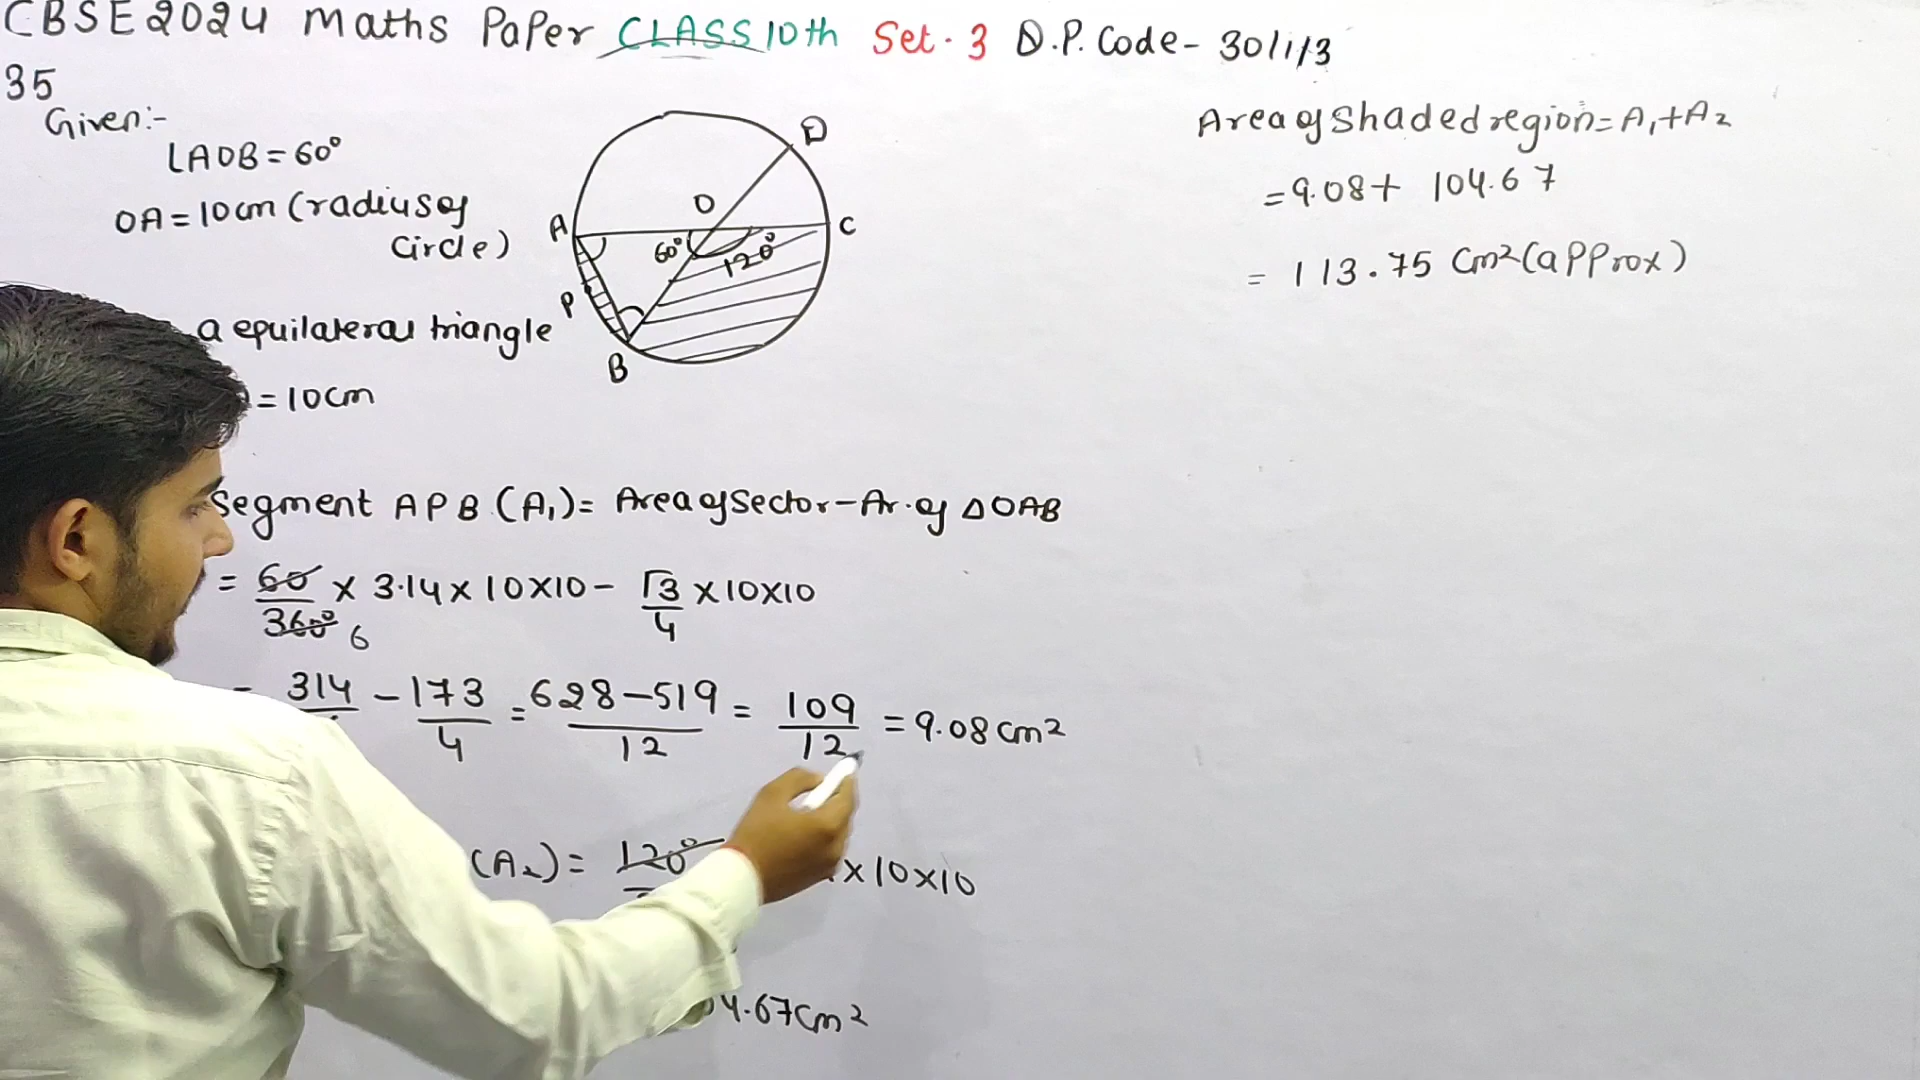 CBSE 2024 Maths Paper CLASS 10th Set. 3 Q.P. Code - 30/1/3
35
Given:-
∠AOB = 60°
OA = 10cm (radius of
Circle)
a equilateral triangle
= 10cm
A
B
C
D
O
P
60°
120°
Segment APB (A₁) = Area of Sector - Ar. of △OAB
= 60/360° 6 × 3.14 × 10×10 - √3/4 × 10×10
= 314 - 173/4 = 628-519/12 = 109/12 = 9.08 cm²
(A₂) = 120° × 10×10
4.67cm²
Area of Shaded region = A₁+A₂
= 9.08 + 104.67
= 113.75 Cm² (approx)